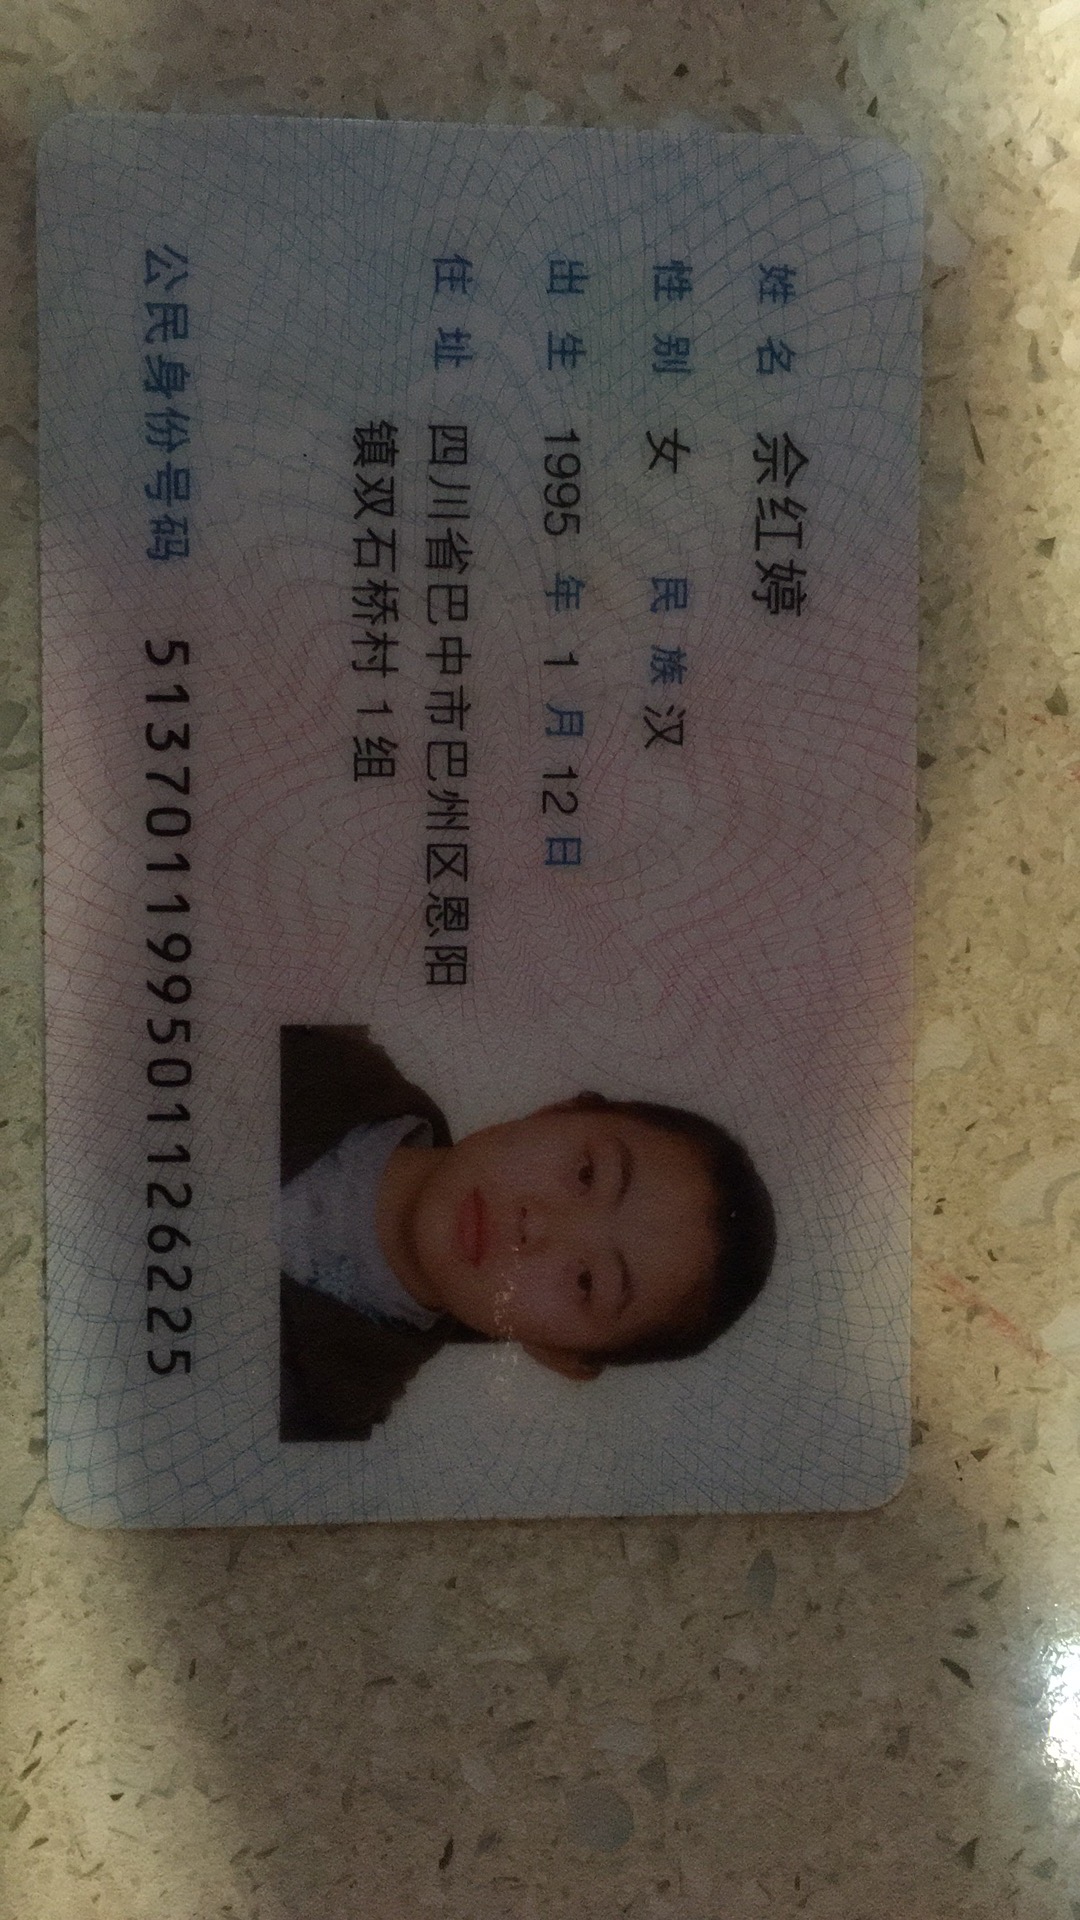 姓名 佘红婷
性别 女 民族 汉
出生 1995 年 1 月 12 日
住址 四川省巴中市巴州区恩阳
镇双石桥村 1 组
公民身份号码 513701199501126225